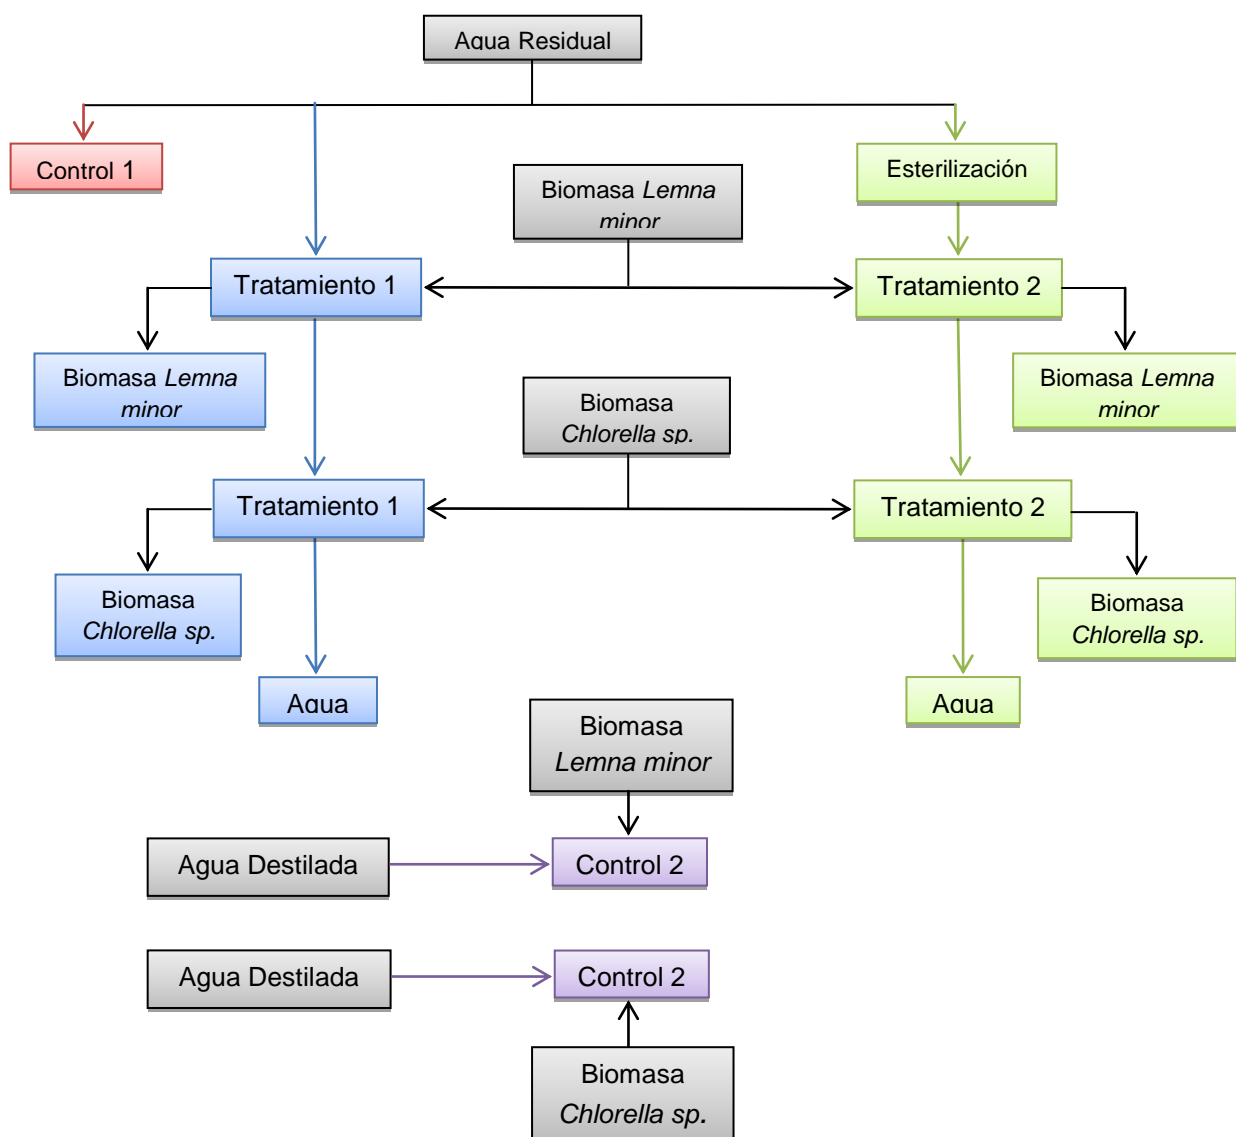 Agua Residual
Control 1
Esterilización
Biomasa Lemna
minor
Tratamiento 1
Tratamiento 2
Biomasa Lemna
minor
Biomasa Lemna
minor
Biomasa
Chlorella sp.
Tratamiento 1
Tratamiento 2
Biomasa
Chlorella sp.
Biomasa
Chlorella sp.
Agua
Agua
Biomasa
Lemna minor
Agua Destilada
Control 2
Agua Destilada
Control 2
Biomasa
Chlorella sp.